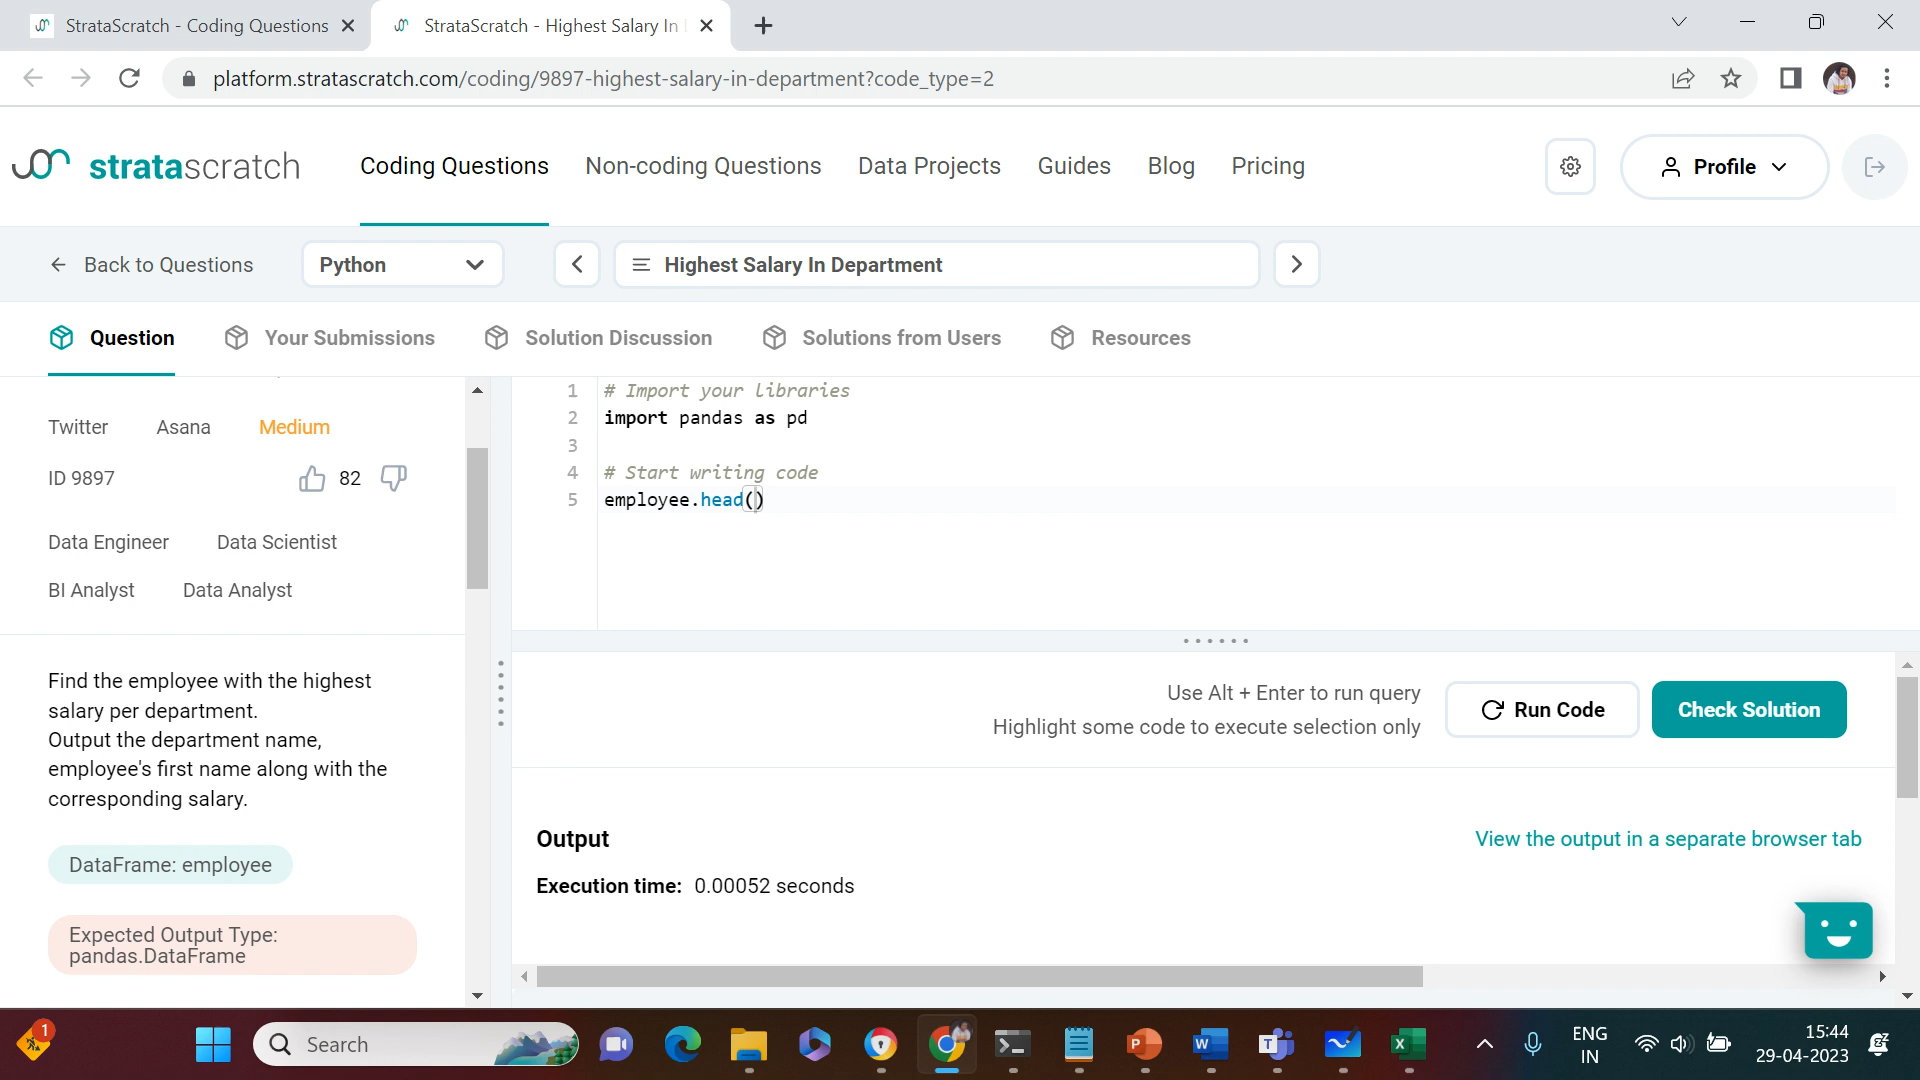 StrataScratch - Coding Questions
StrataScratch - Highest Salary In
platform.stratascratch.com/coding/9897-highest-salary-in-department?code_type=2
stratascratch
Coding Questions
Non-coding Questions
Data Projects
Guides
Blog
Pricing
Profile
Back to Questions
Python
Highest Salary In Department
Question
Your Submissions
Solution Discussion
Solutions from Users
Resources
Twitter
Asana
Medium
ID 9897
82
Data Engineer
Data Scientist
BI Analyst
Data Analyst
Find the employee with the highest
salary per department.
Output the department name,
employee's first name along with the
corresponding salary.
DataFrame: employee
Expected Output Type:
pandas.DataFrame
1 # Import your libraries
2 import pandas as pd
3
4 # Start writing code
5 employee.head()
Use Alt + Enter to run query
Highlight some code to execute selection only
Run Code
Check Solution
Output
View the output in a separate browser tab
Execution time: 0.00052 seconds
1
Search
ENG
IN
15:44
29-04-2023